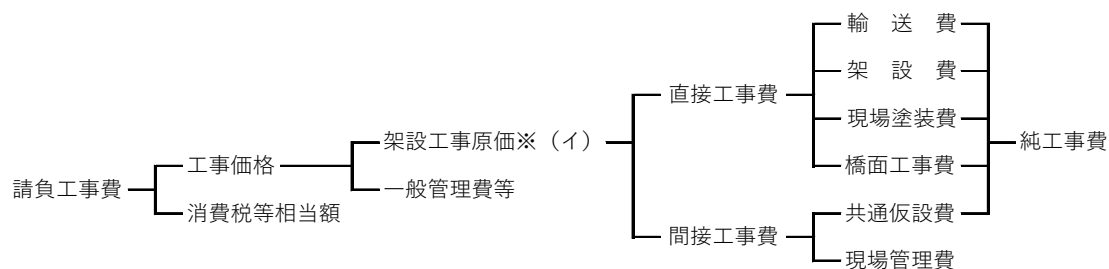 輸送費
架設費
直接工事費
現場塗装費
架設工事原価※（イ）
純工事費
工事価格
橋面工事費
請負工事費
一般管理費等
消費税等相当額
共通仮設費
間接工事費
現場管理費